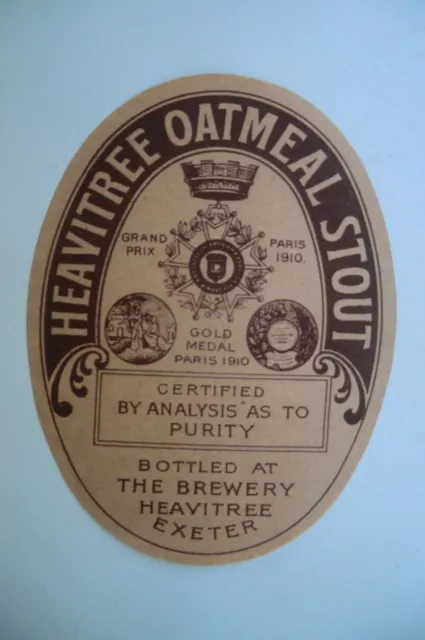 HEAVITREE OATMEAL STOUT
GRAND
PRIX
PARIS
1910.
GOLD
MEDAL
PARIS 1910
CERTIFIED
BY ANALYSIS "AS TO
PURITY
BOTTLED AT
THE BREWERY
HEAVITREE
EXETER